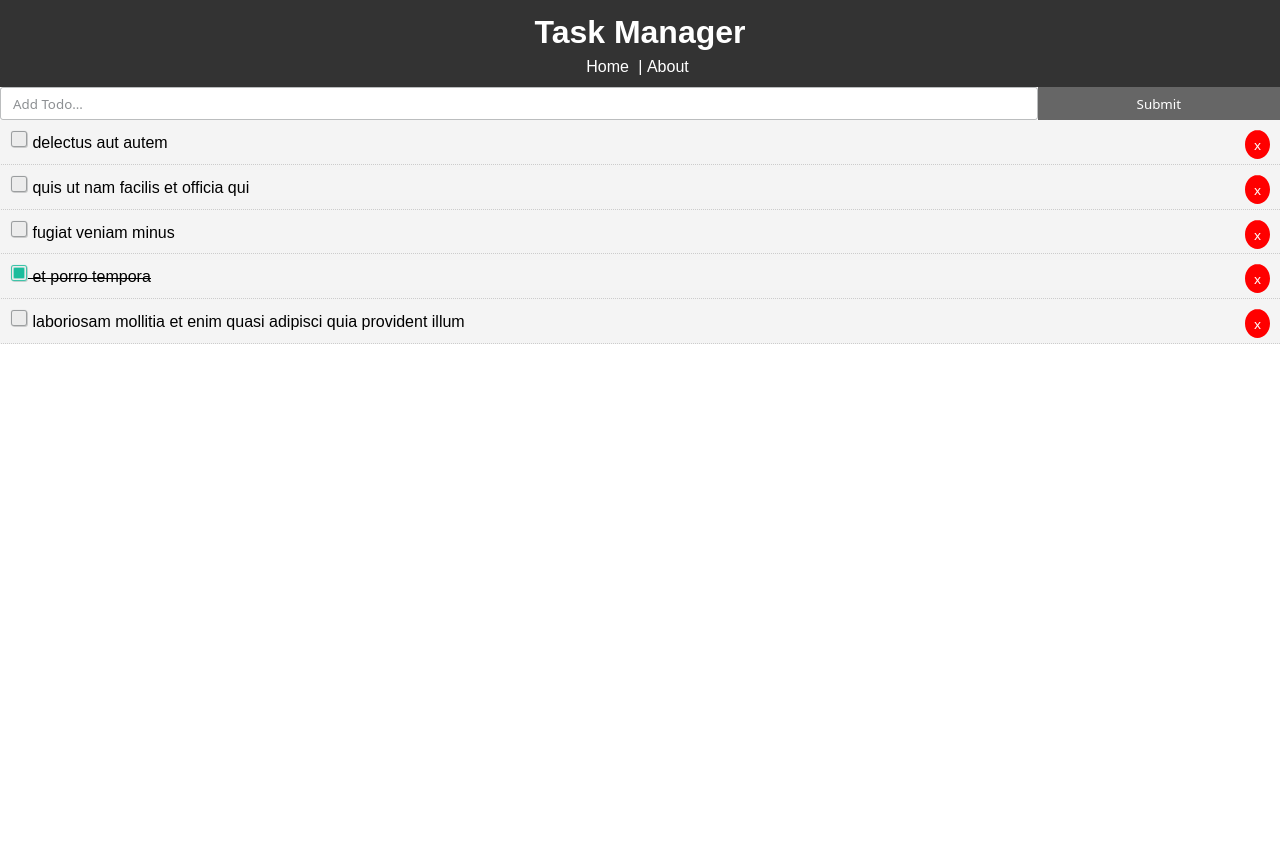 Task Manager
Home | About
Add Todo...
Submit
delectus aut autem
x
quis ut nam facilis et officia qui
x
fugiat veniam minus
x
et porro tempora
x
laboriosam mollitia et enim quasi adipisci quia provident illum
x